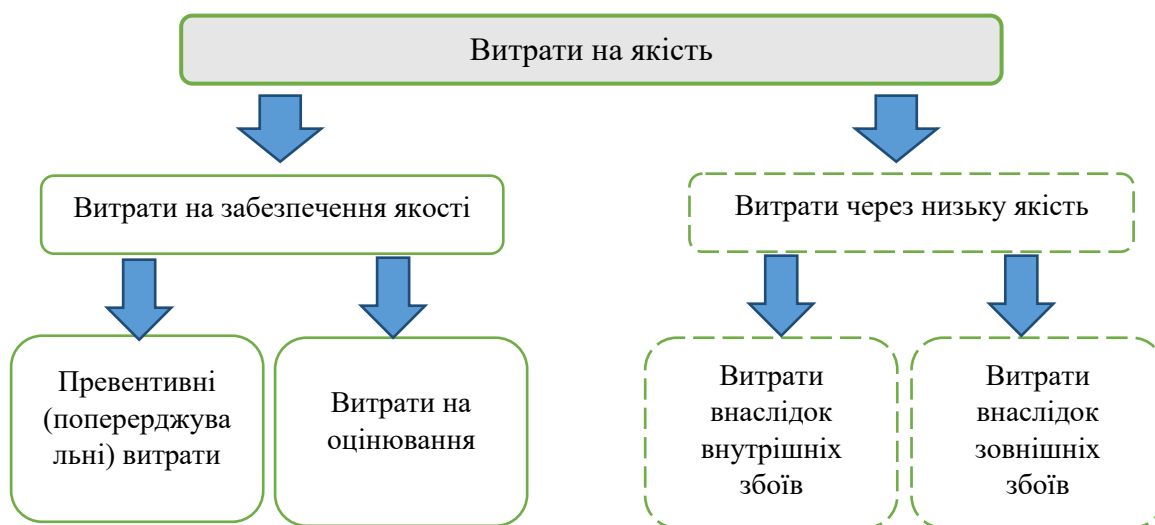 Витрати на якість
Витрати на забезпечення якості
Витрати через низьку якість
Превентивні
(поперерджува
льні) витрати
Витрати на
оцінювання
Витрати
внаслідок
внутрішніх
збоїв
Витрати
внаслідок
зовнішніх
збоїв